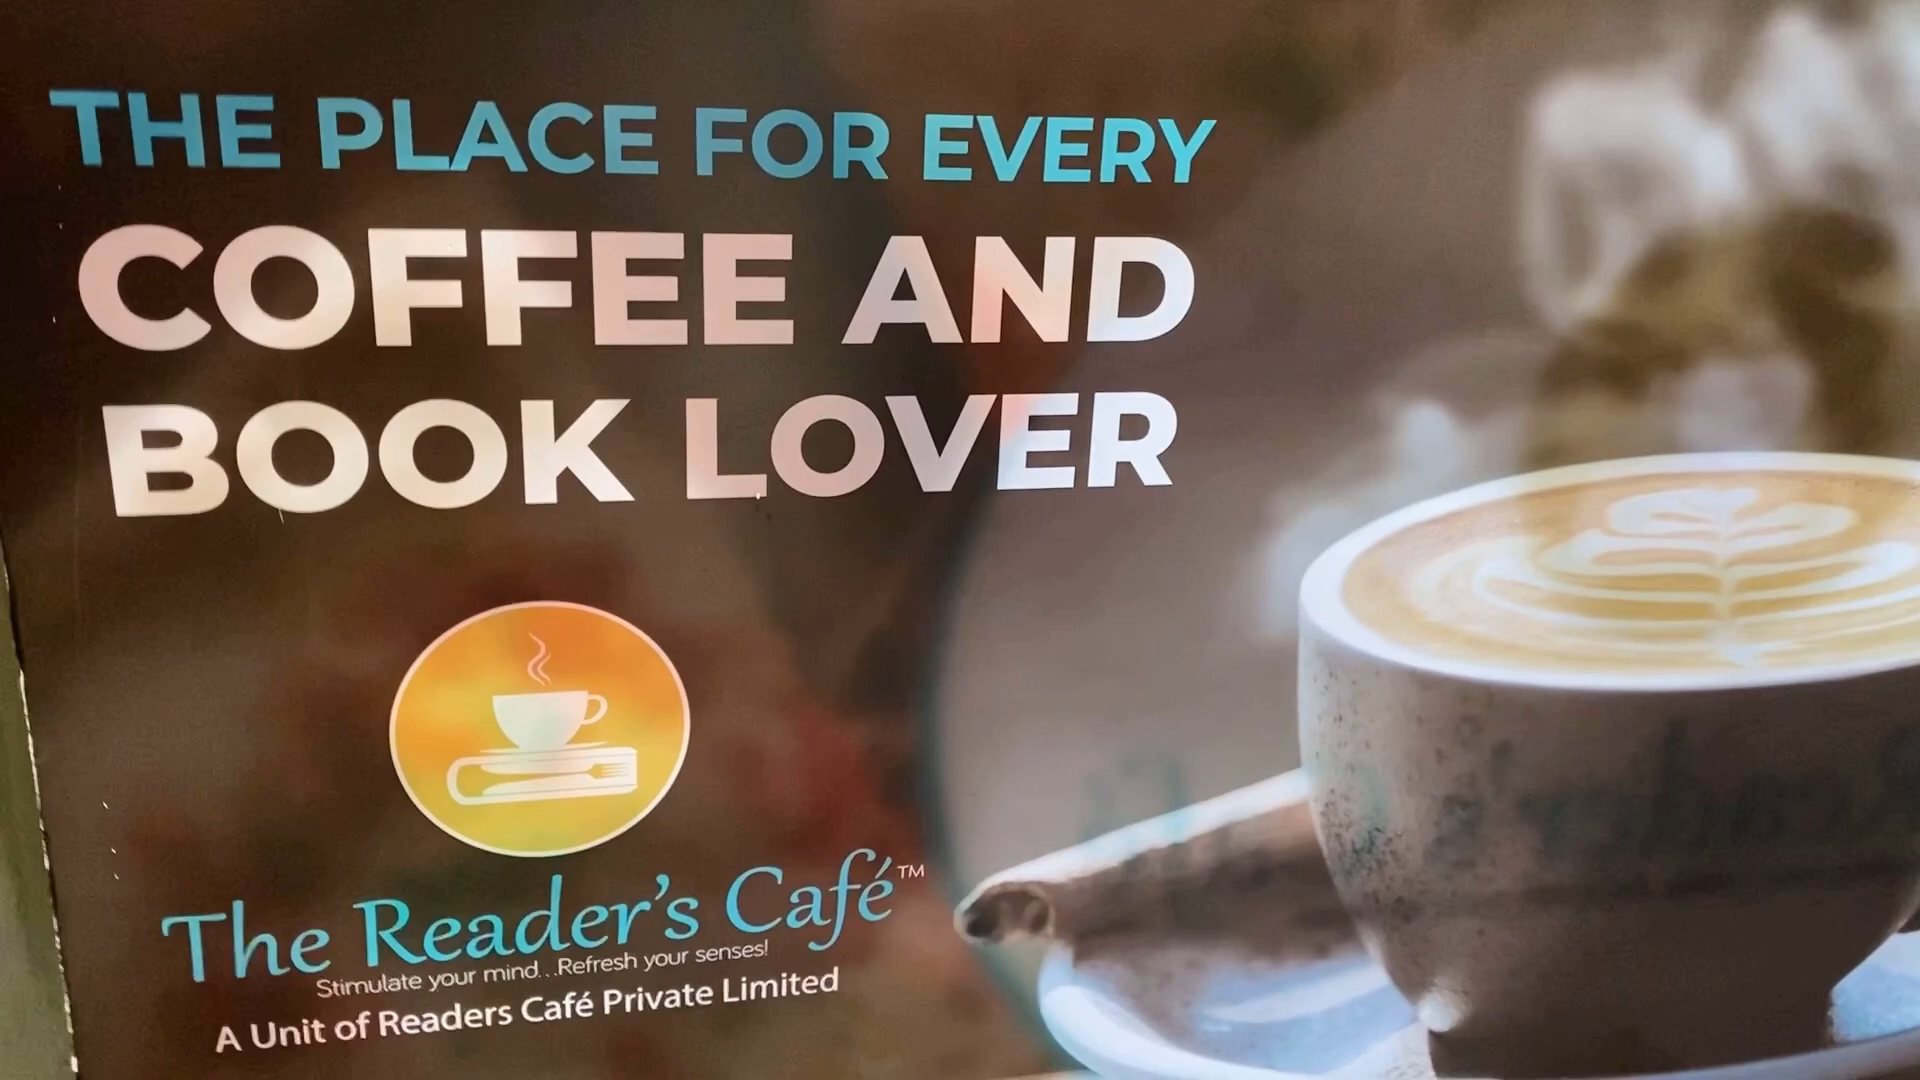 THE PLACE FOR EVERY
COFFEE AND
BOOK LOVER
The Reader's Café™
Stimulate your mind...Refresh your senses!
A Unit of Readers Café Private Limited